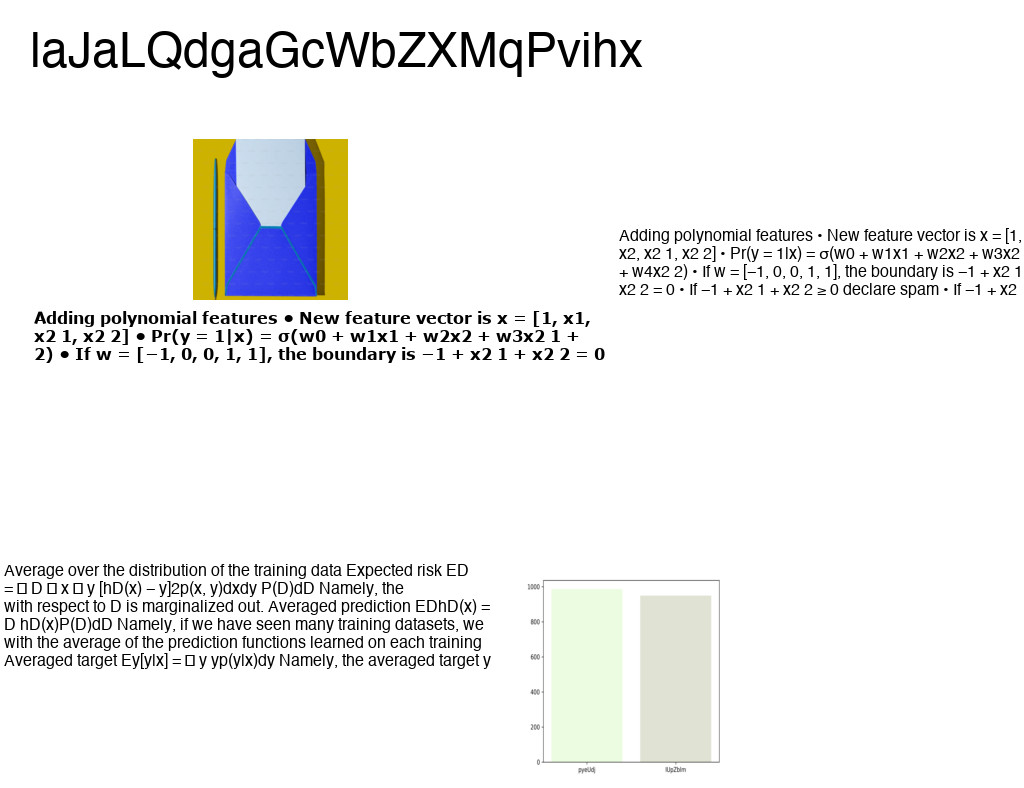 laJaLQdgaGcWbZXMqPvihx
Adding polynomial features • New feature vector is x = [1,
x2, x2 1, x2 2] • Pr(y = 1|x) = σ(w0 + w1x1 + w2x2 + w3x2
+ w4x2 2) • If w = [−1, 0, 0, 1, 1], the boundary is −1 + x2 1
x2 2 = 0 • If −1 + x2 1 + x2 2 ≥ 0 declare spam • If −1 + x2
Adding polynomial features • New feature vector is x = [1, x1,
x2 1, x2 2] • Pr(y = 1|x) = σ(w0 + w1x1 + w2x2 + w3x2 1 +
2) • If w = [−1, 0, 0, 1, 1], the boundary is −1 + x2 1 + x2 2 = 0
Average over the distribution of the training data Expected risk ED
= □ D □ x □ y [hD(x) − y]2p(x, y)dxdy P(D)dD Namely, the
with respect to D is marginalized out. Averaged prediction EDhD(x) =
D hD(x)P(D)dD Namely, if we have seen many training datasets, we
with the average of the prediction functions learned on each training
Averaged target Ey[y|x] = □ y yp(y|x)dy Namely, the averaged target y
1000
800
600
400
200
0
pyeUdj